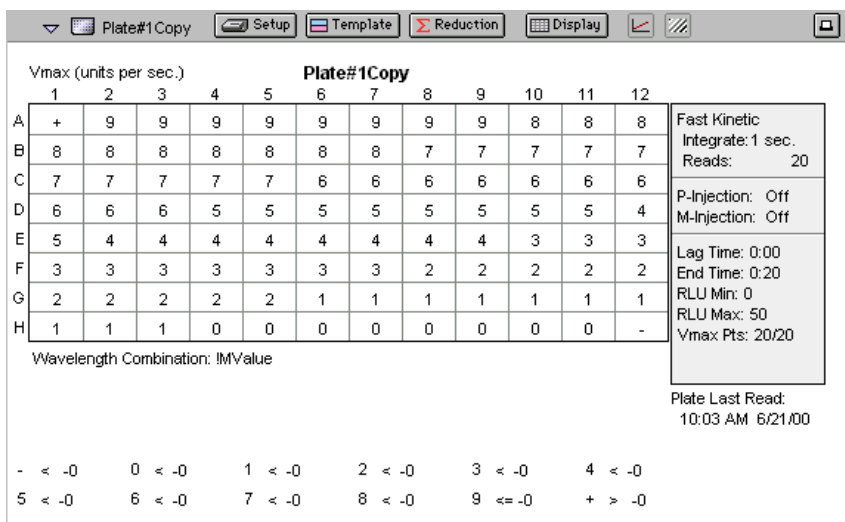 Plate#1Copy Setup Template Reduction Display
Vmax (units per sec.) Plate#1Copy
1 2 3 4 5 6 7 8 9 10 11 12
A + 9 9 9 9 9 9 9 9 8 8 8
B 8 8 8 8 8 8 8 7 7 7 7 7
C 7 7 7 7 7 6 6 6 6 6 6 6
D 6 6 6 5 5 5 5 5 5 5 5 4
E 5 4 4 4 4 4 4 4 4 3 3 3
F 3 3 3 3 3 3 3 2 2 2 2 2
G 2 2 2 2 2 1 1 1 1 1 1 1
H 1 1 1 0 0 0 0 0 0 0 0 -
Wavelength Combination: !MValue
Fast Kinetic
Integrate: 1 sec.
Reads: 20
P-Injection: Off
M-Injection: Off
Lag Time: 0:00
End Time: 0:20
RLU Min: 0
RLU Max: 50
Vmax Pts: 20/20
Plate Last Read:
10:03 AM 6/21/00
- < -0 0 < -0 1 < -0 2 < -0 3 < -0 4 < -0
5 < -0 6 < -0 7 < -0 8 < -0 9 <= -0 + > -0